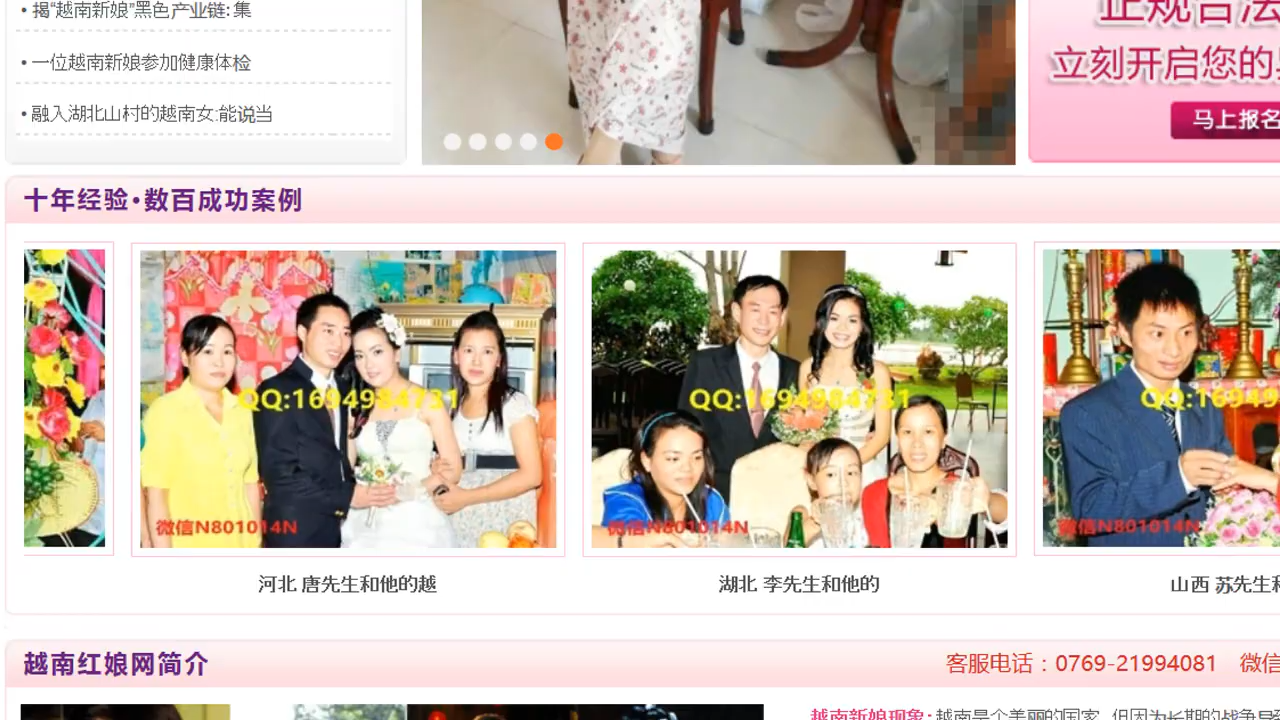 • 揭“越南新娘”黑色产业链: 集
• 一位越南新娘参加健康体检
• 融入湖北山村的越南女:能说当
正规合法
立刻开启您的
马上报名
十年经验•数百成功案例
QQ:1694984731
微信N801014N
QQ:1694984731
微信N801014N
QQ:16949
微信N801014N
河北 唐先生和他的越
湖北 李先生和他的
山西 苏先生和
越南红娘网简介
客服电话：0769-21994081 微信
越南新娘现象: 越南是个美丽的国家，但因为长期的战争导